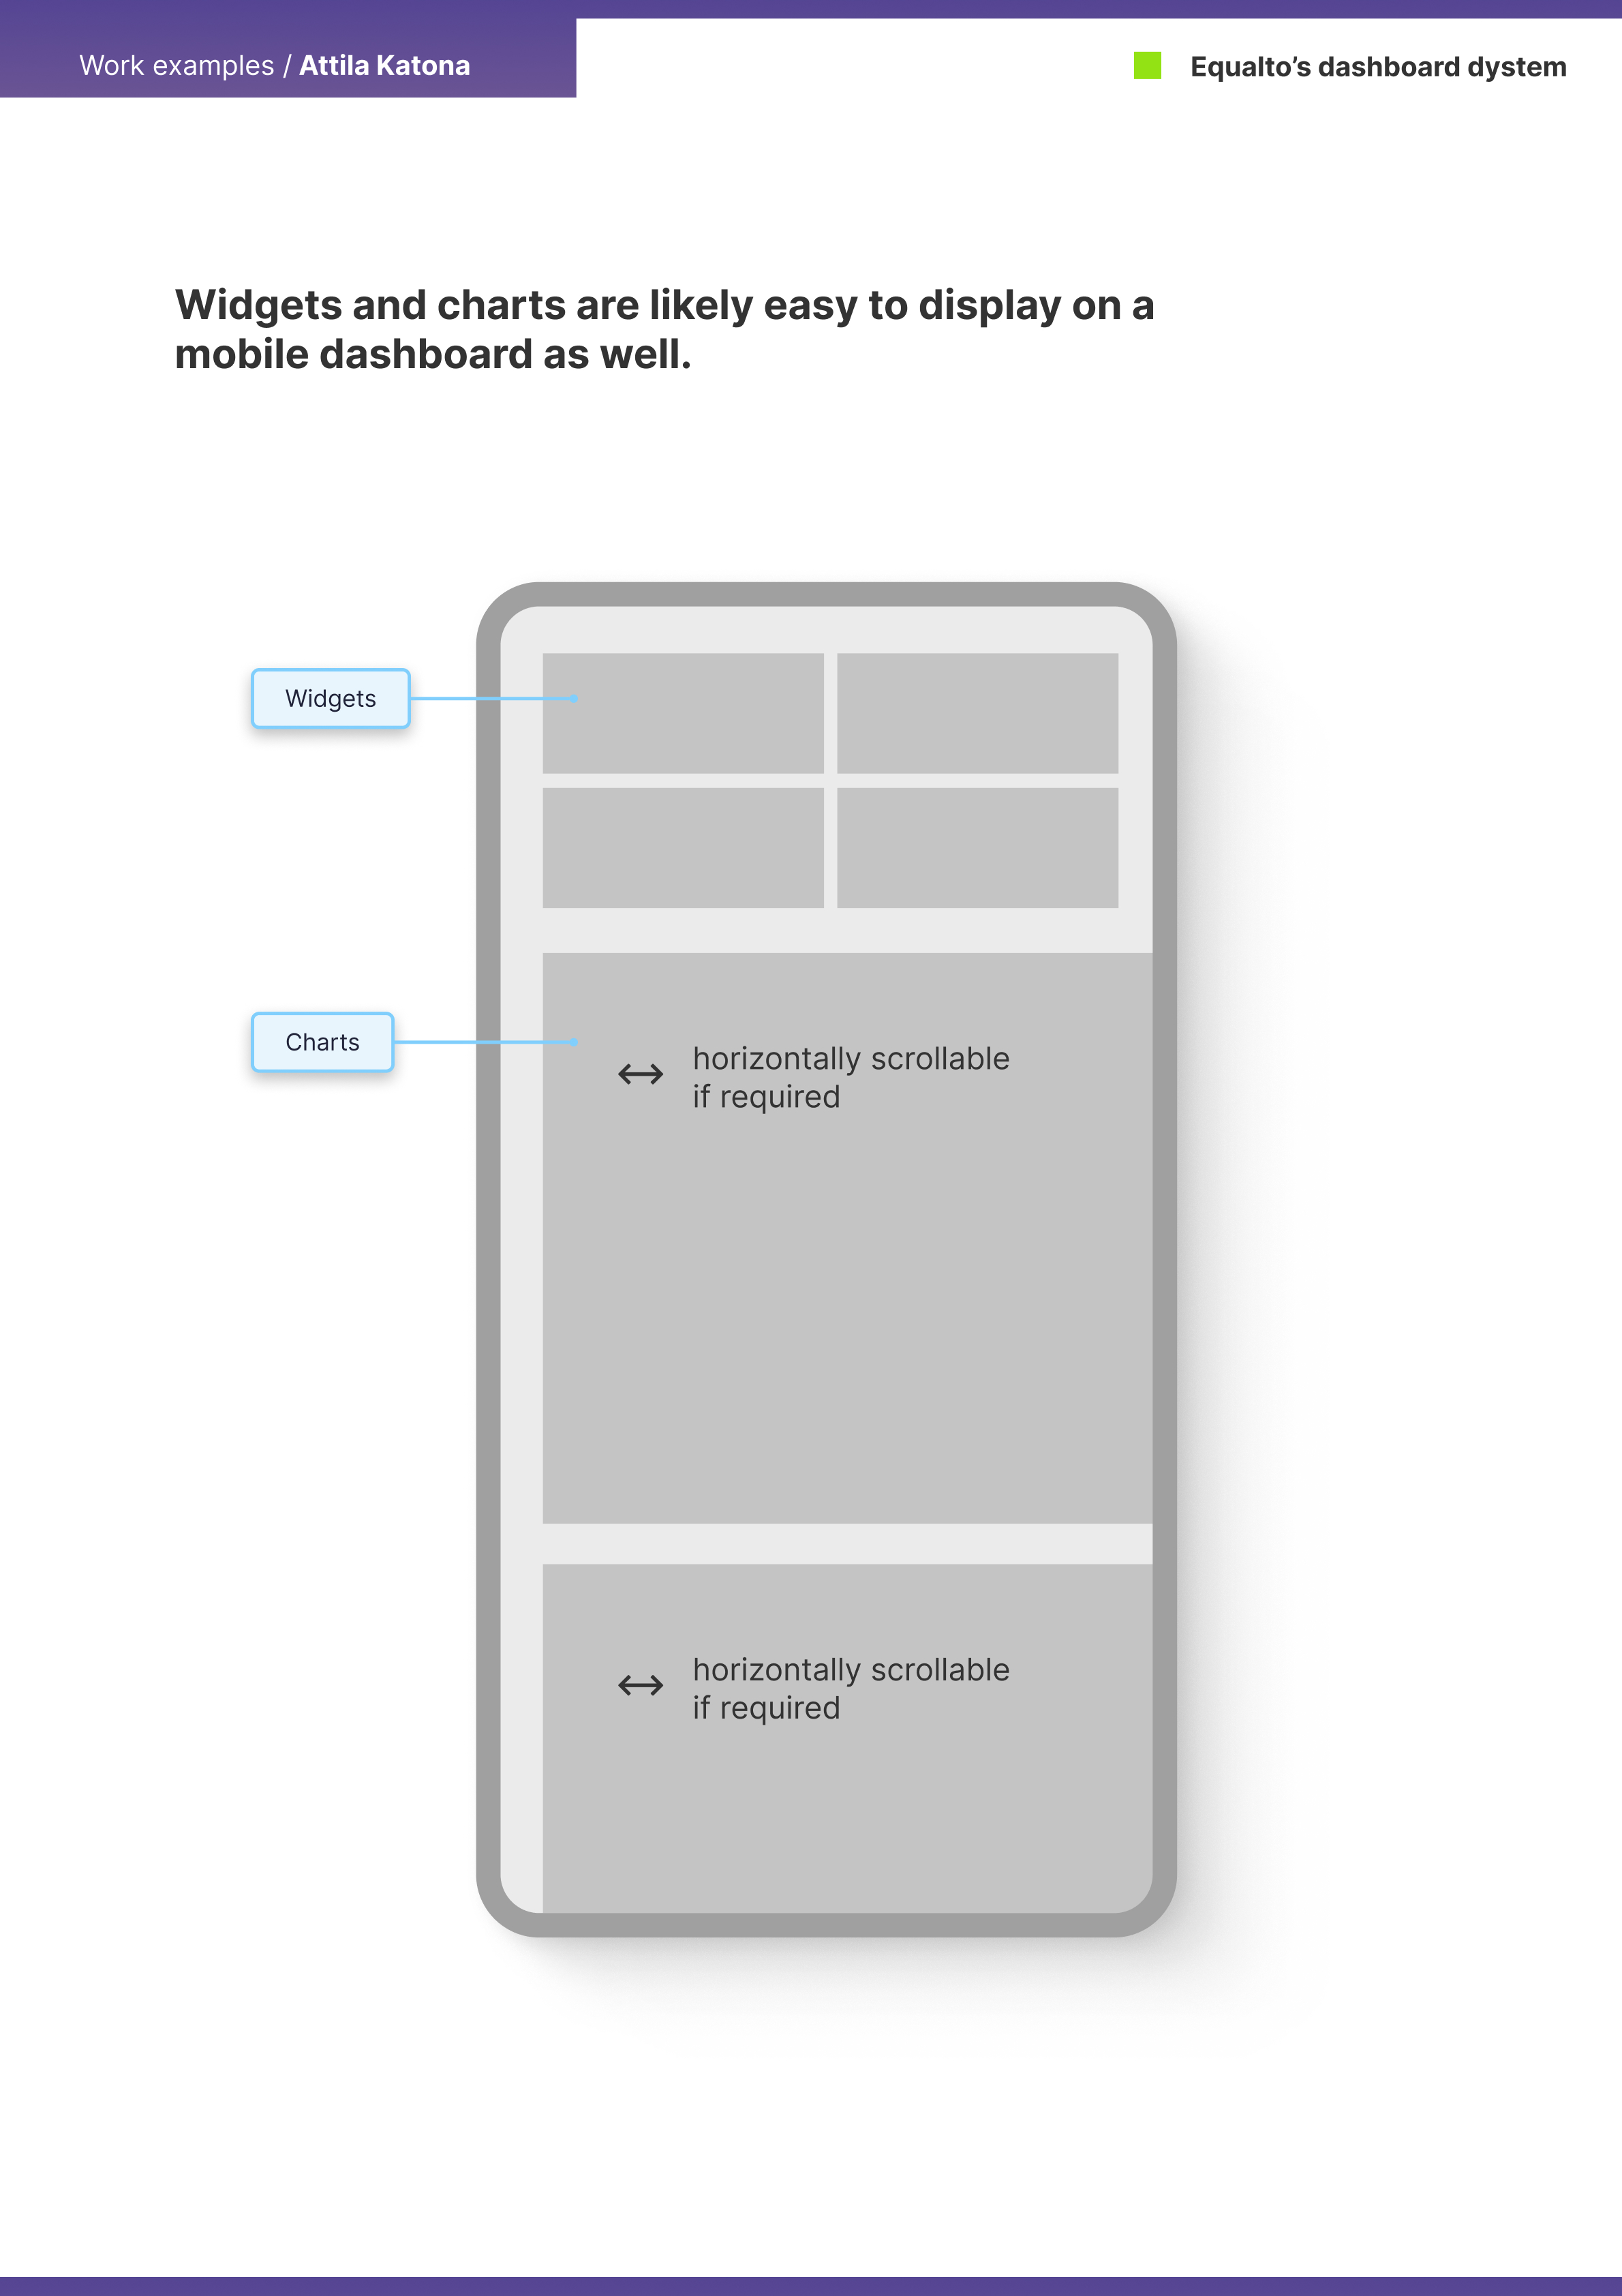 Work examples / Attila Katona
Equalto’s dashboard dystem
Widgets and charts are likely easy to display on a
mobile dashboard as well.
Widgets
Charts
horizontally scrollable
if required
horizontally scrollable
if required